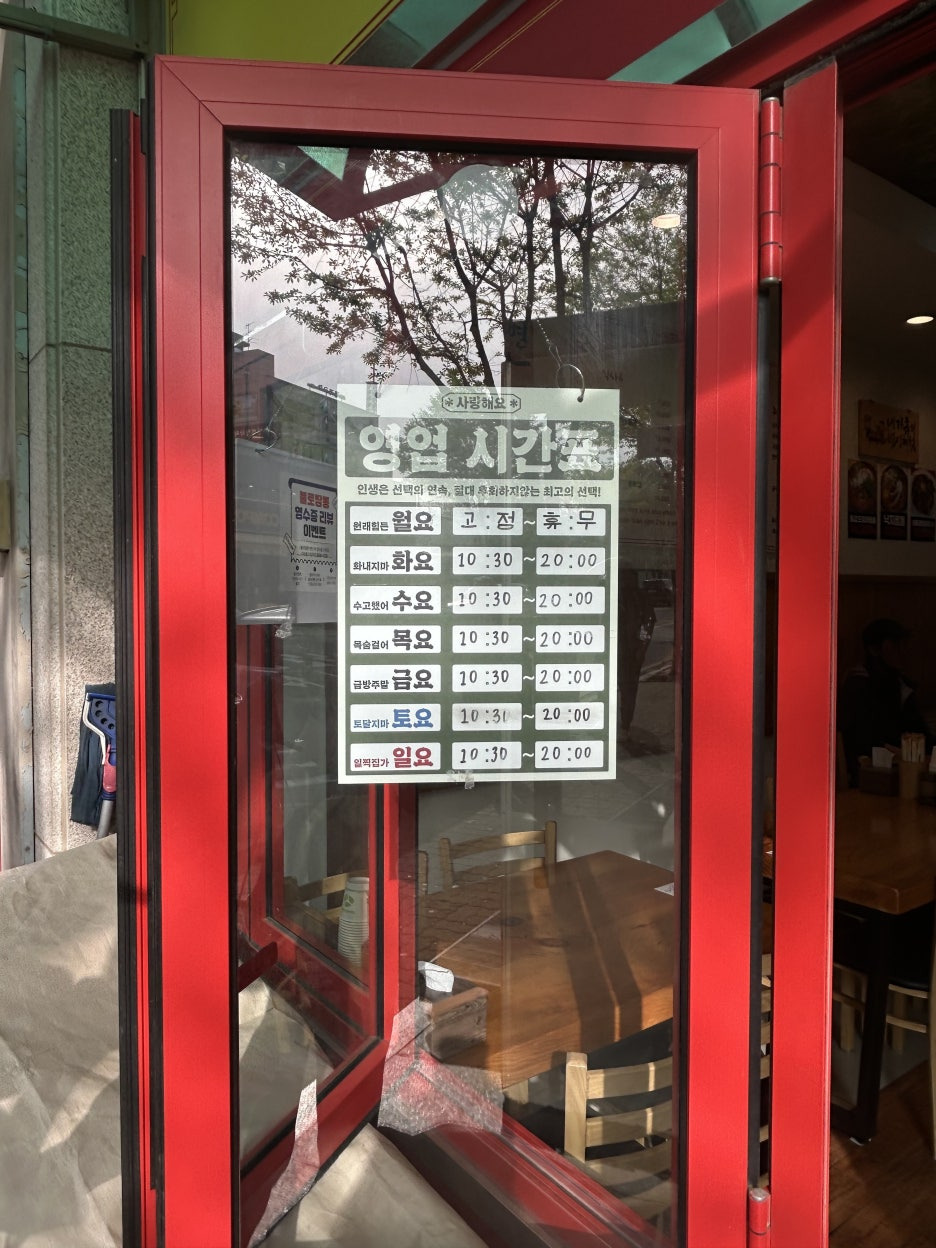 *사랑해요*
영업 시간표
인생은 선택의 연속, 절대 후회하지않는 최고의 선택!
원래힘든 월요 고:정~휴:무
화내지마 화요 10:30~20:00
수고했어 수요 10:30~20:00
목숨걸어 목요 10:30~20:00
금방주말 금요 10:30~20:00
토달지마 토요 10:30~20:00
일찍집가 일요 10:30~20:00
불로짬뽕
영수증 리뷰
이벤트